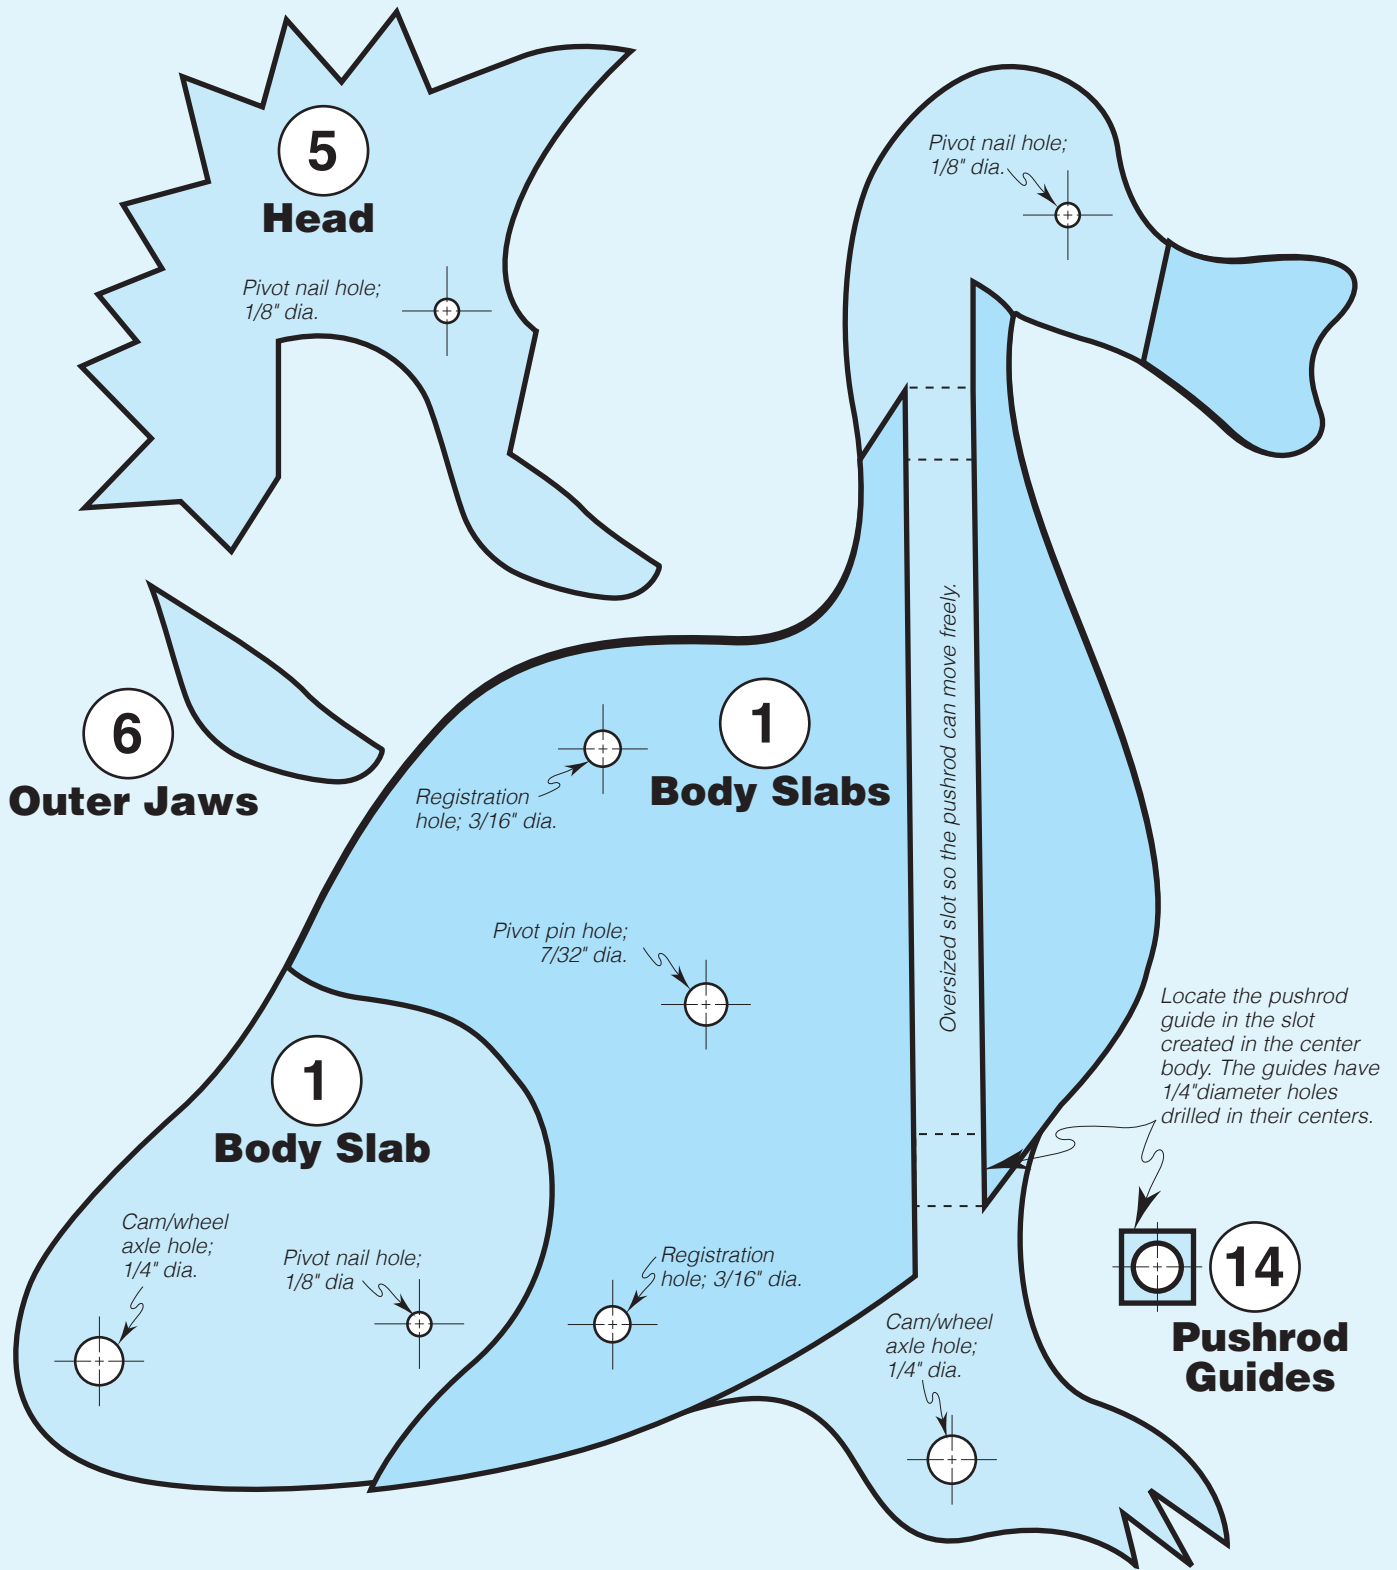 5
Head
Pivot nail hole;
1/8" dia.
Pivot nail hole;
1/8" dia.
6
Outer Jaws
1
Body Slabs
Registration
hole; 3/16" dia.
Oversized slot so the pushrod can move freely.
Pivot pin hole;
7/32" dia.
Locate the pushrod
guide in the slot
created in the center
body. The guides have
1/4"diameter holes
drilled in their centers.
1
Body Slab
Cam/wheel
axle hole;
1/4" dia.
Pivot nail hole;
1/8" dia
Registration
hole; 3/16" dia.
14
Pushrod
Guides
Cam/wheel
axle hole;
1/4" dia.